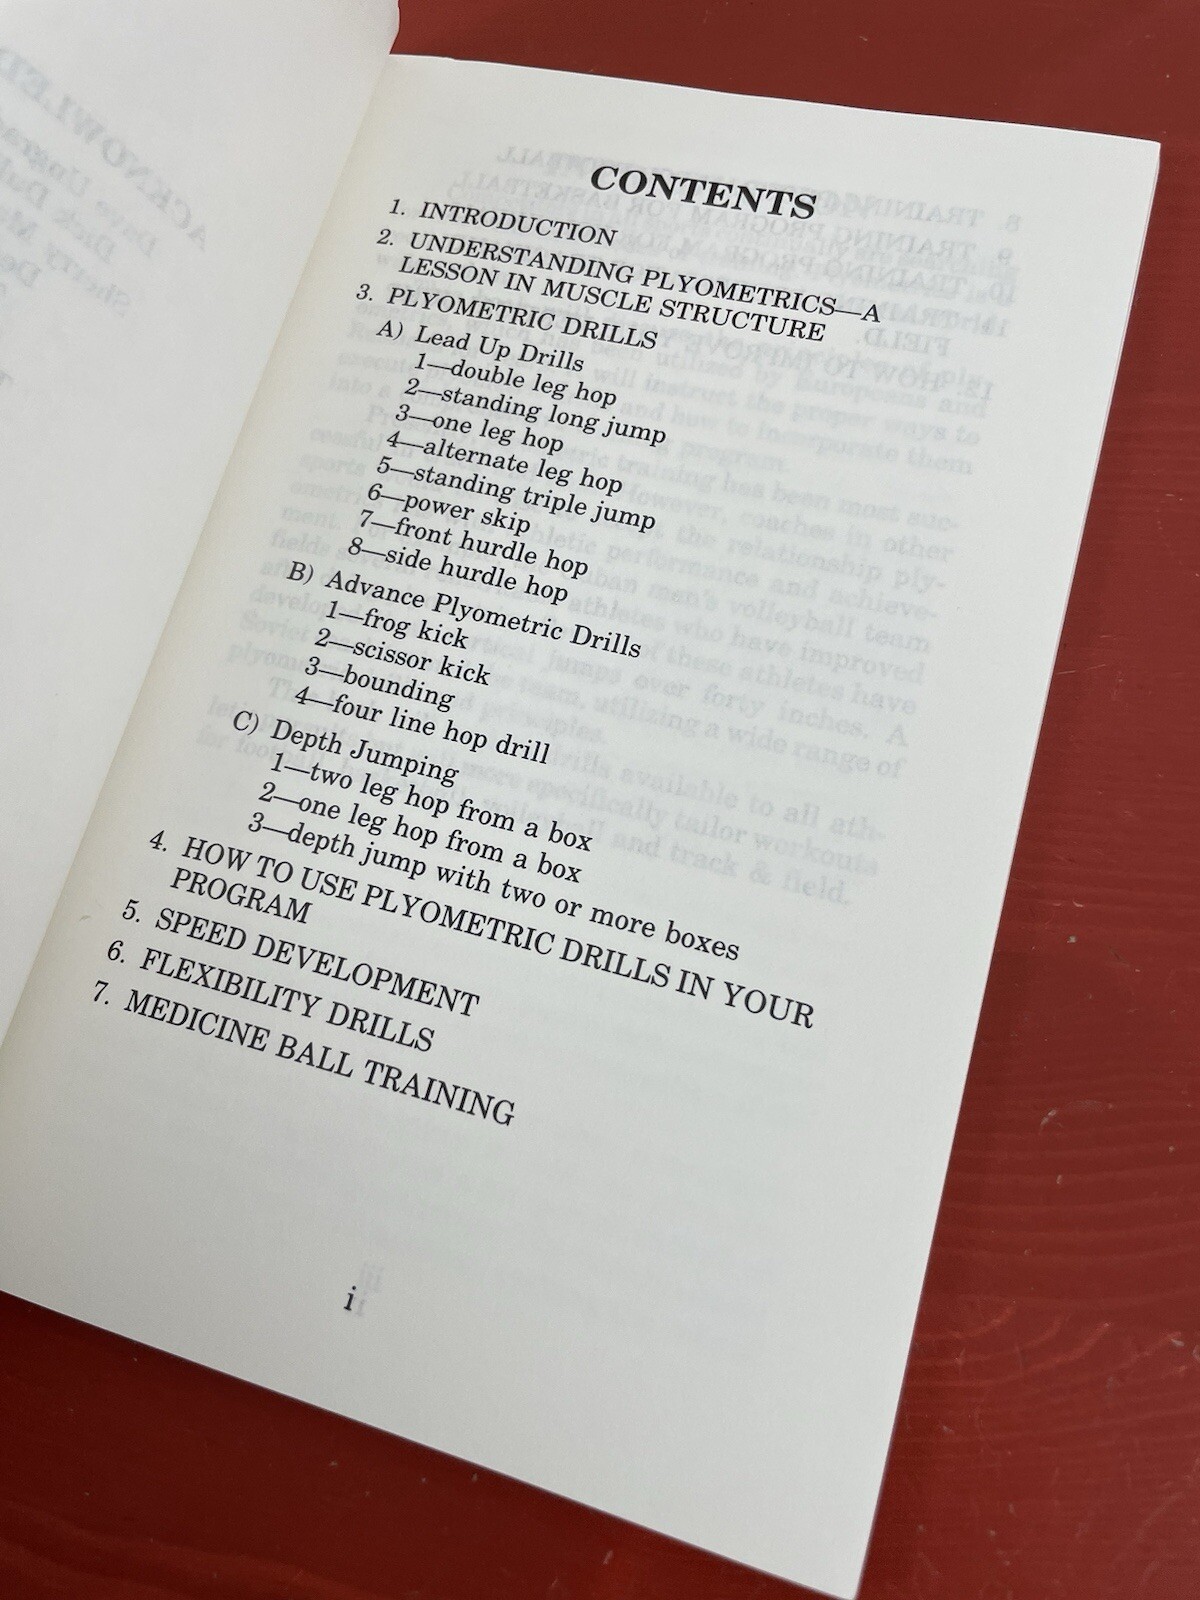 CONTENTS
1. INTRODUCTION
2. UNDERSTANDING PLYOMETRICS—A
LESSON IN MUSCLE STRUCTURE
3. PLYOMETRIC DRILLS
A) Lead Up Drills
1—double leg hop
2—standing long jump
3—one leg hop
4—alternate leg hop
5—standing triple jump
6—power skip
7—front hurdle hop
8—side hurdle hop
B) Advance Plyometric Drills
1—frog kick
2—scissor kick
3—bounding
4—four line hop drill
C) Depth Jumping
1—two leg hop from a box
2—one leg hop from a box
3—depth jump with two or more boxes
4. HOW TO USE PLYOMETRIC DRILLS IN YOUR
PROGRAM
5. SPEED DEVELOPMENT
6. FLEXIBILITY DRILLS
7. MEDICINE BALL TRAINING
i